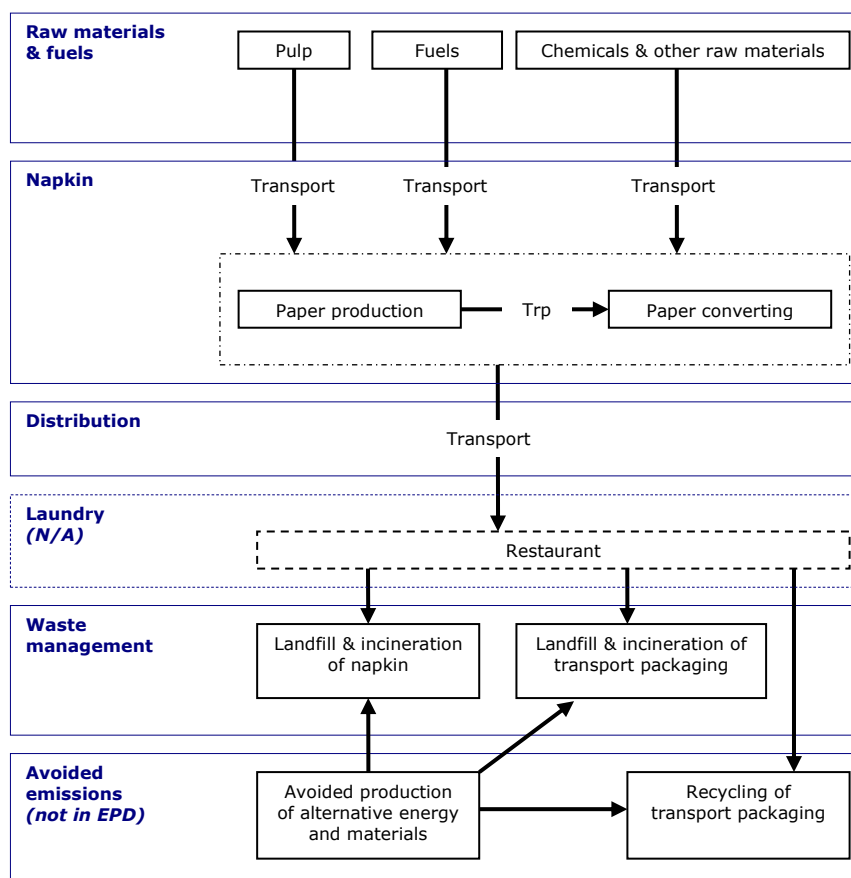 Raw materials
& fuels
Pulp
Fuels
Chemicals & other raw materials
Napkin
Transport
Transport
Transport
Paper production
Trp
Paper converting
Distribution
Transport
Laundry
(N/A)
Restaurant
Waste
management
Landfill & incineration
of napkin
Landfill & incineration of
transport packaging
Avoided
emissions
(not in EPD)
Avoided production
of alternative energy
and materials
Recycling of
transport packaging